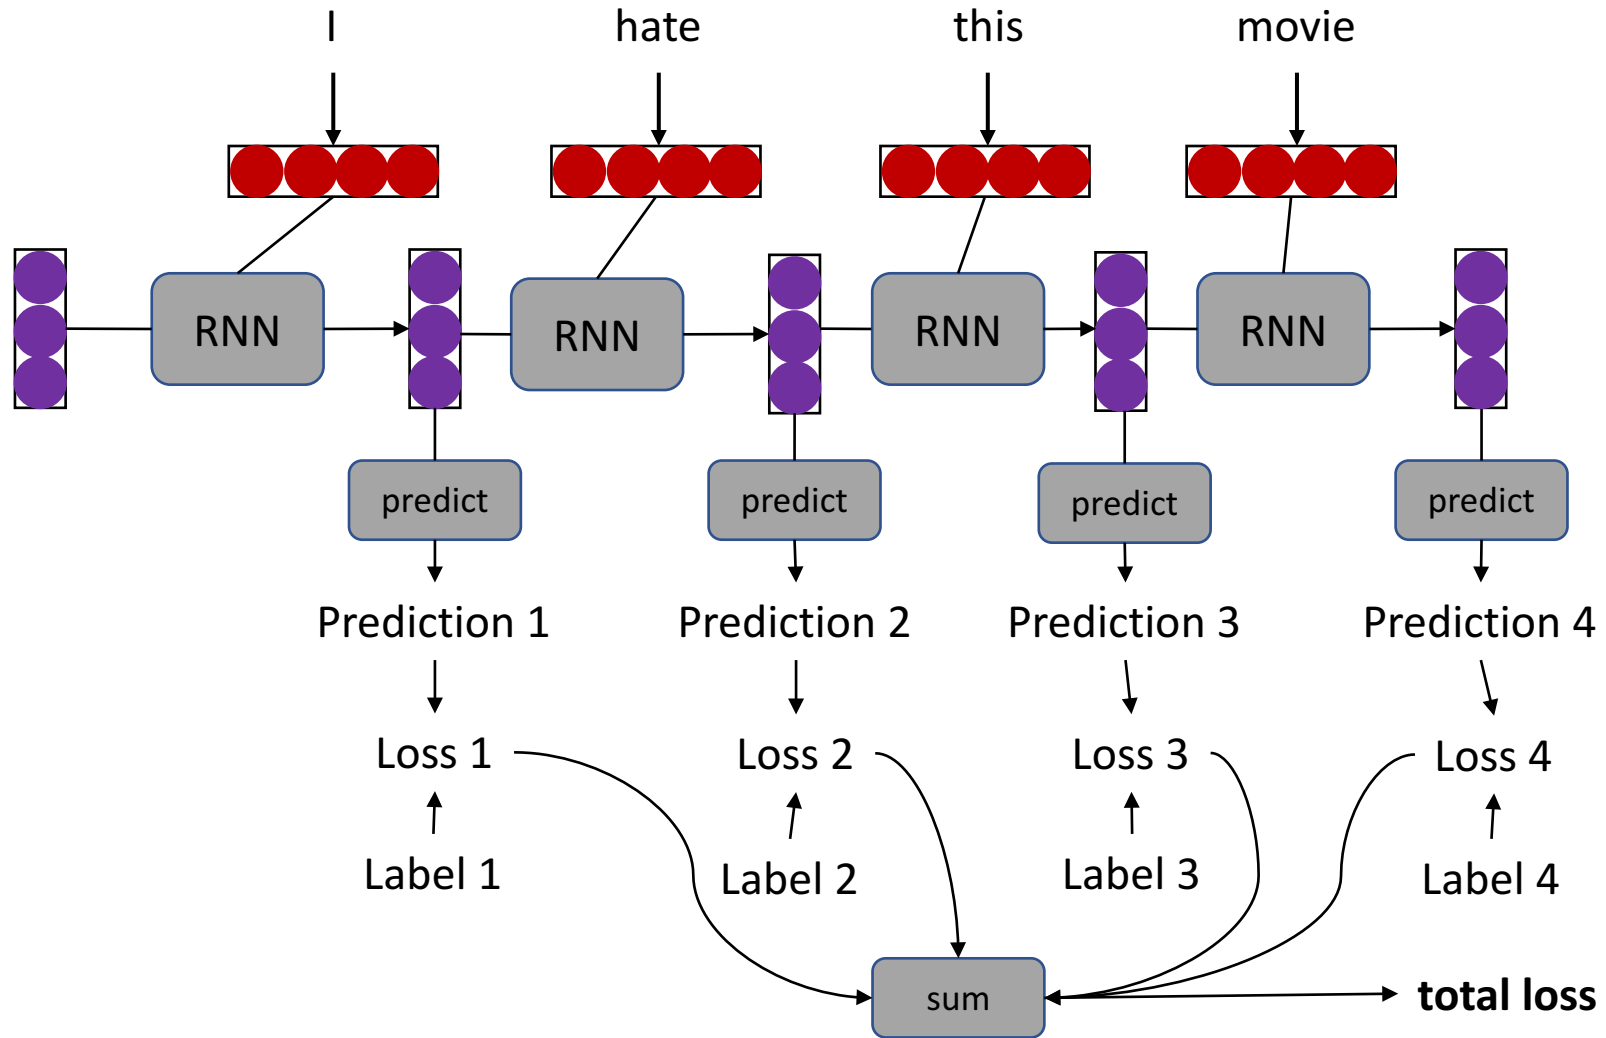 I hate this movie
RNN RNN RNN RNN
predict predict predict predict
Prediction 1 Prediction 2 Prediction 3 Prediction 4
Loss 1 Loss 2 Loss 3 Loss 4
Label 1 Label 2 Label 3 Label 4
sum total loss